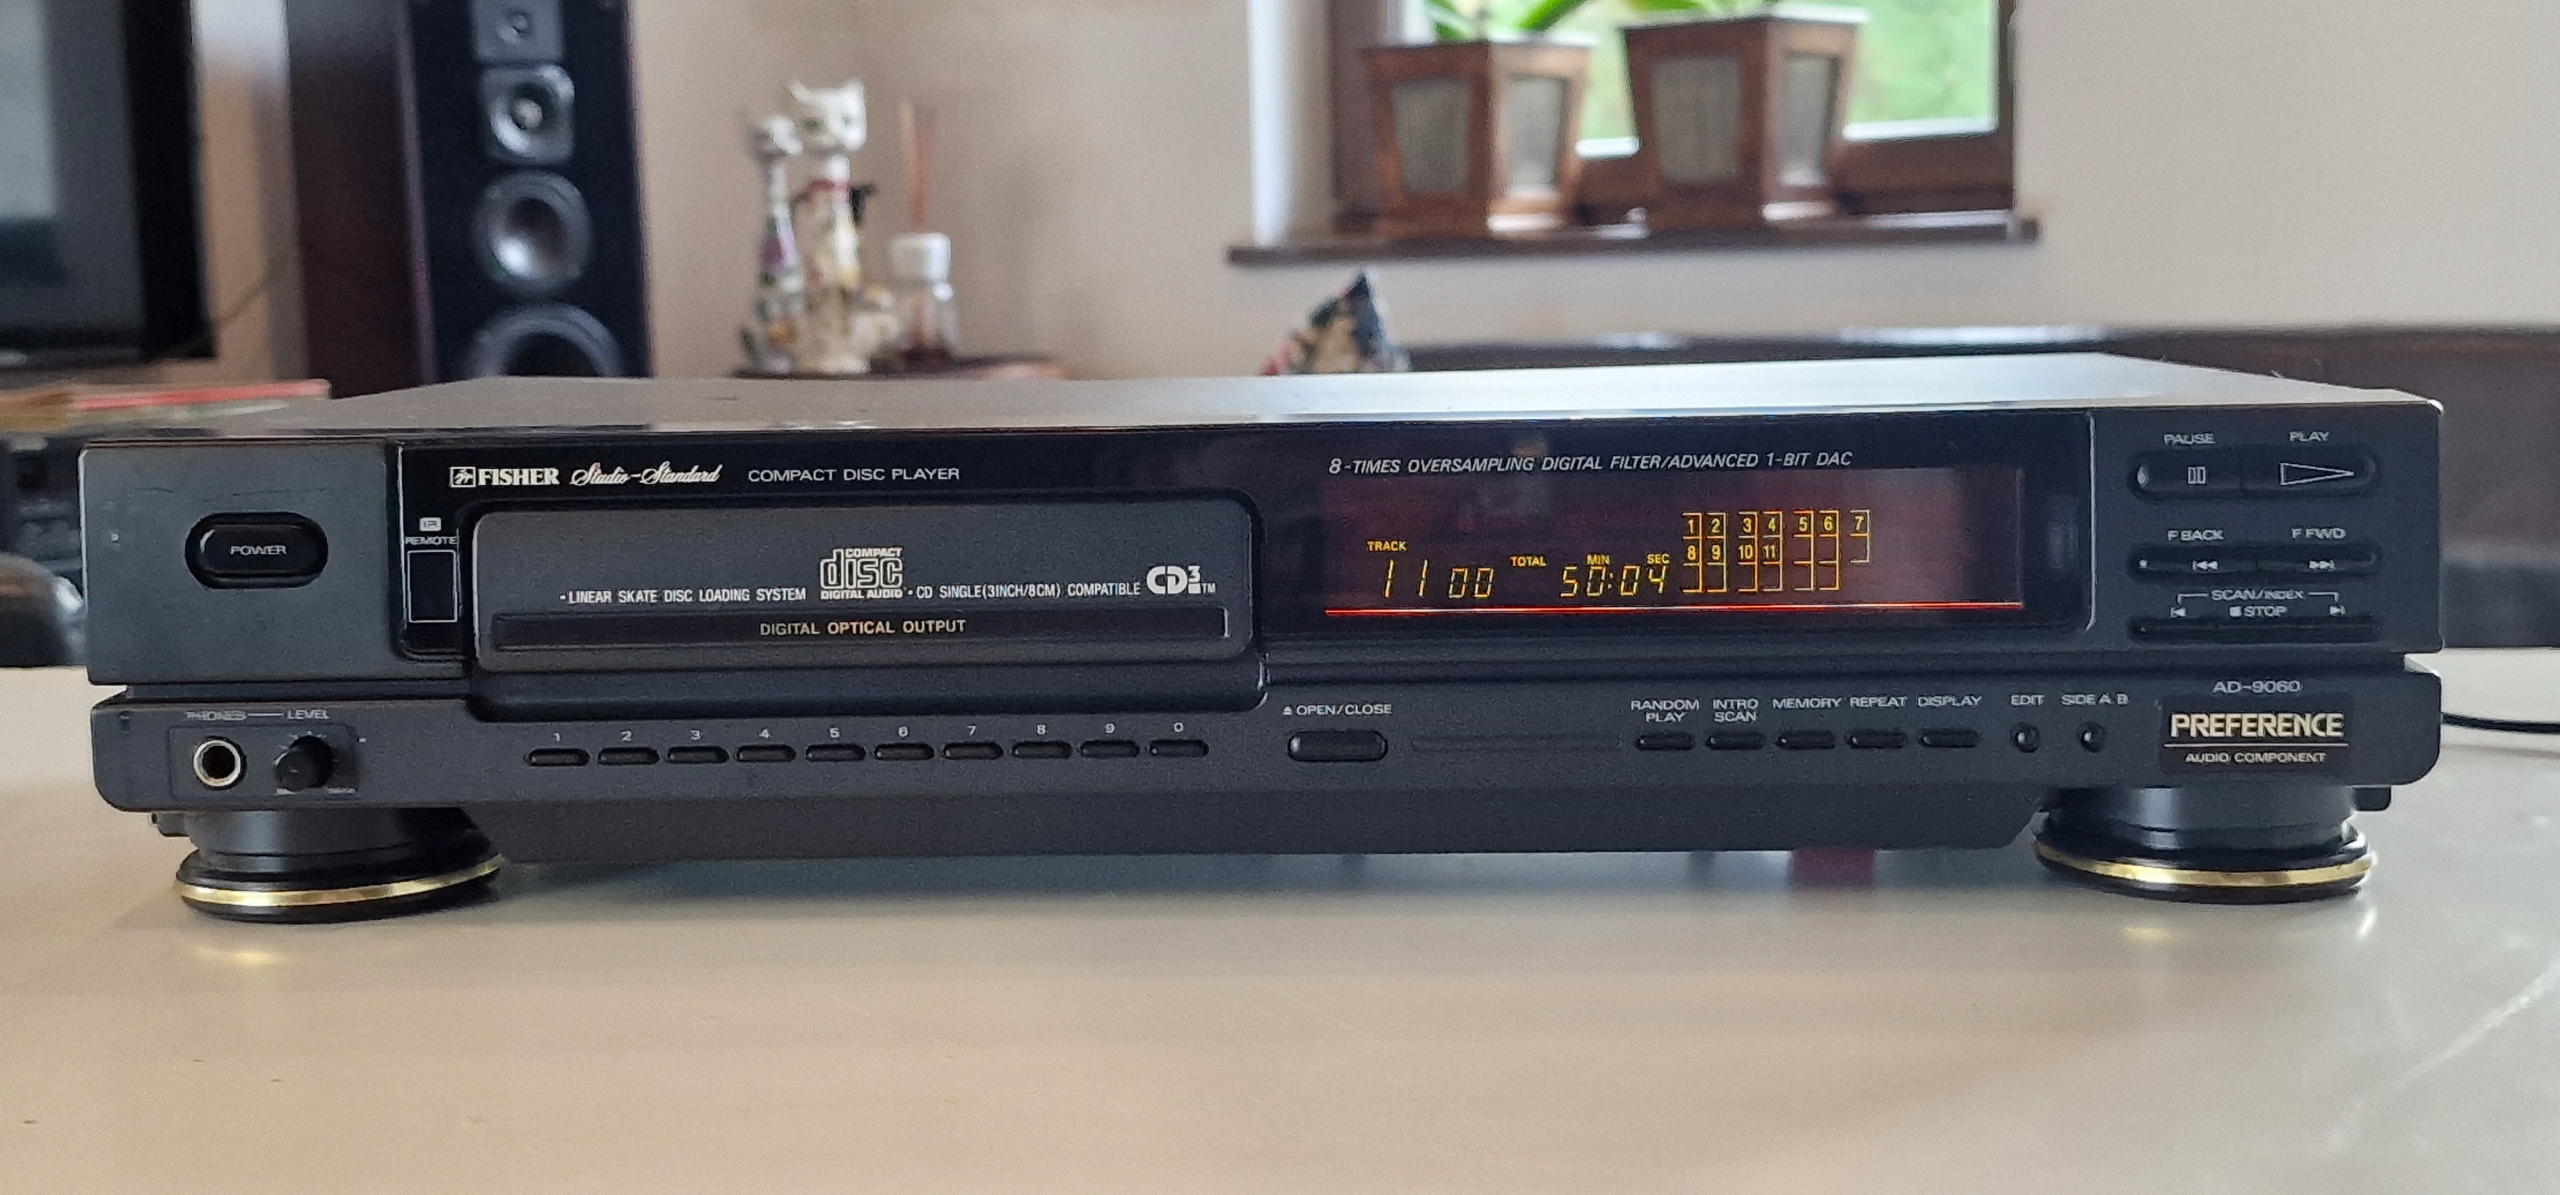 FISHER Studio-Standard COMPACT DISC PLAYER
8-TIMES OVERSAMPLING DIGITAL FILTER/ADVANCED 1-BIT DAC
PAUSE PLAY
POWER
REMOTE
COMPACT
disc
DIGITAL AUDIO
•LINEAR SKATE DISC LOADING SYSTEM
•CD SINGLE(3INCH/8CM) COMPATIBLE CD3 TM
DIGITAL OPTICAL OUTPUT
TRACK TOTAL MIN SEC
11 00 50:04
1 2 3 4 5 6 7
8 9 10 11
F BACK F FWD
SCAN/INDEX
STOP
PHONES LEVEL
1 2 3 4 5 6 7 8 9 0
OPEN/CLOSE
RANDOM PLAY
INTRO SCAN
MEMORY REPEAT DISPLAY EDIT SIDE A B
AD-9060
PREFERENCE
AUDIO COMPONENT